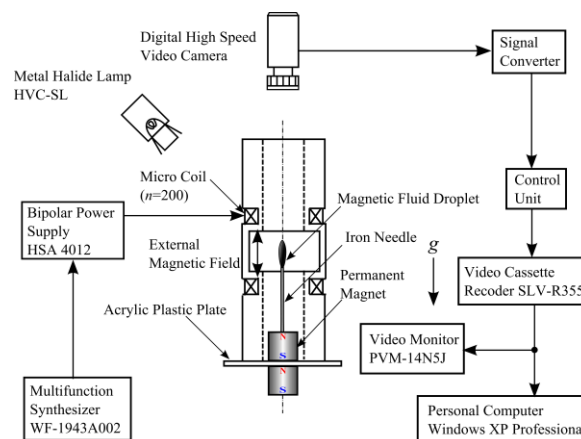 Digital High Speed
Video Camera
Signal
Converter
Metal Halide Lamp
HVC-SL
Micro Coil
(n=200)
Magnetic Fluid Droplet
Control
Unit
Bipolar Power
Supply
HSA 4012
External
Magnetic Field
Iron Needle
g
Permanent
Magnet
Video Cassette
Recoder SLV-R355
Acrylic Plastic Plate
N
S
N
S
Video Monitor
PVM-14N5J
Multifunction
Synthesizer
WF-1943A002
Personal Computer
Windows XP Professional